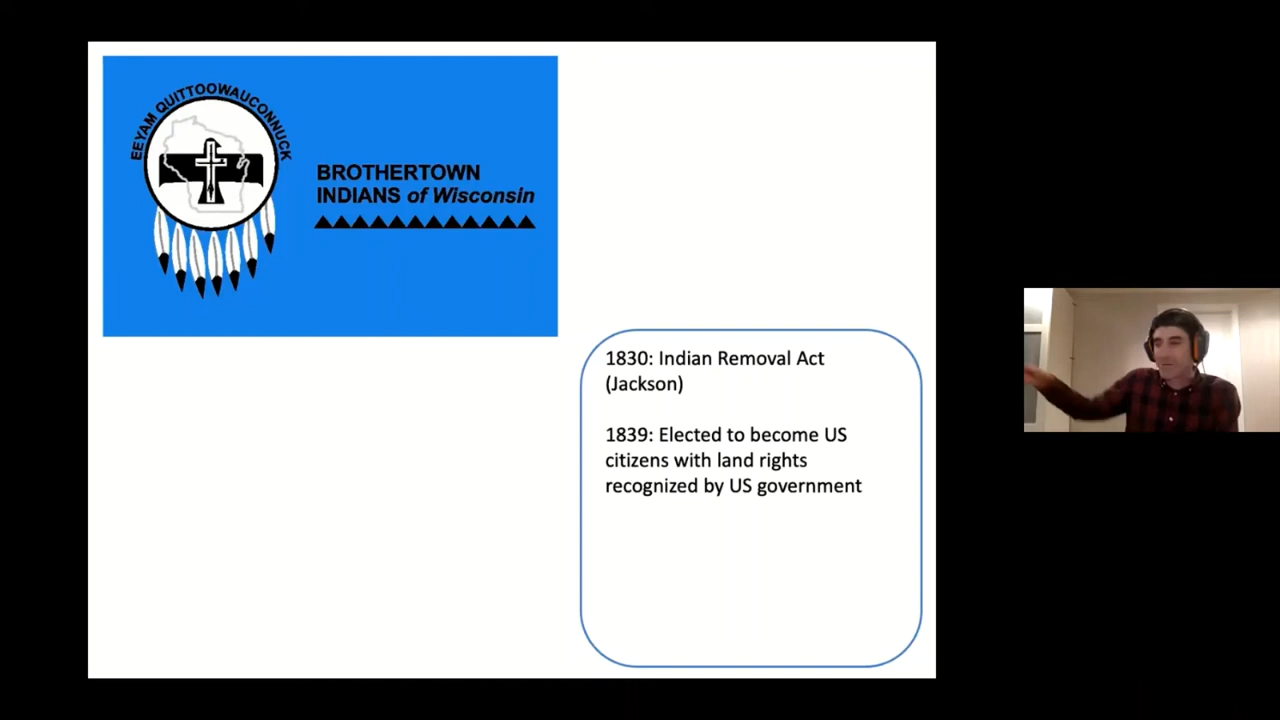 EEYAM QUITTOOWAUCONNUCK
BROTHERTOWN
INDIANS of Wisconsin
1830: Indian Removal Act
(Jackson)
1839: Elected to become US
citizens with land rights
recognized by US government